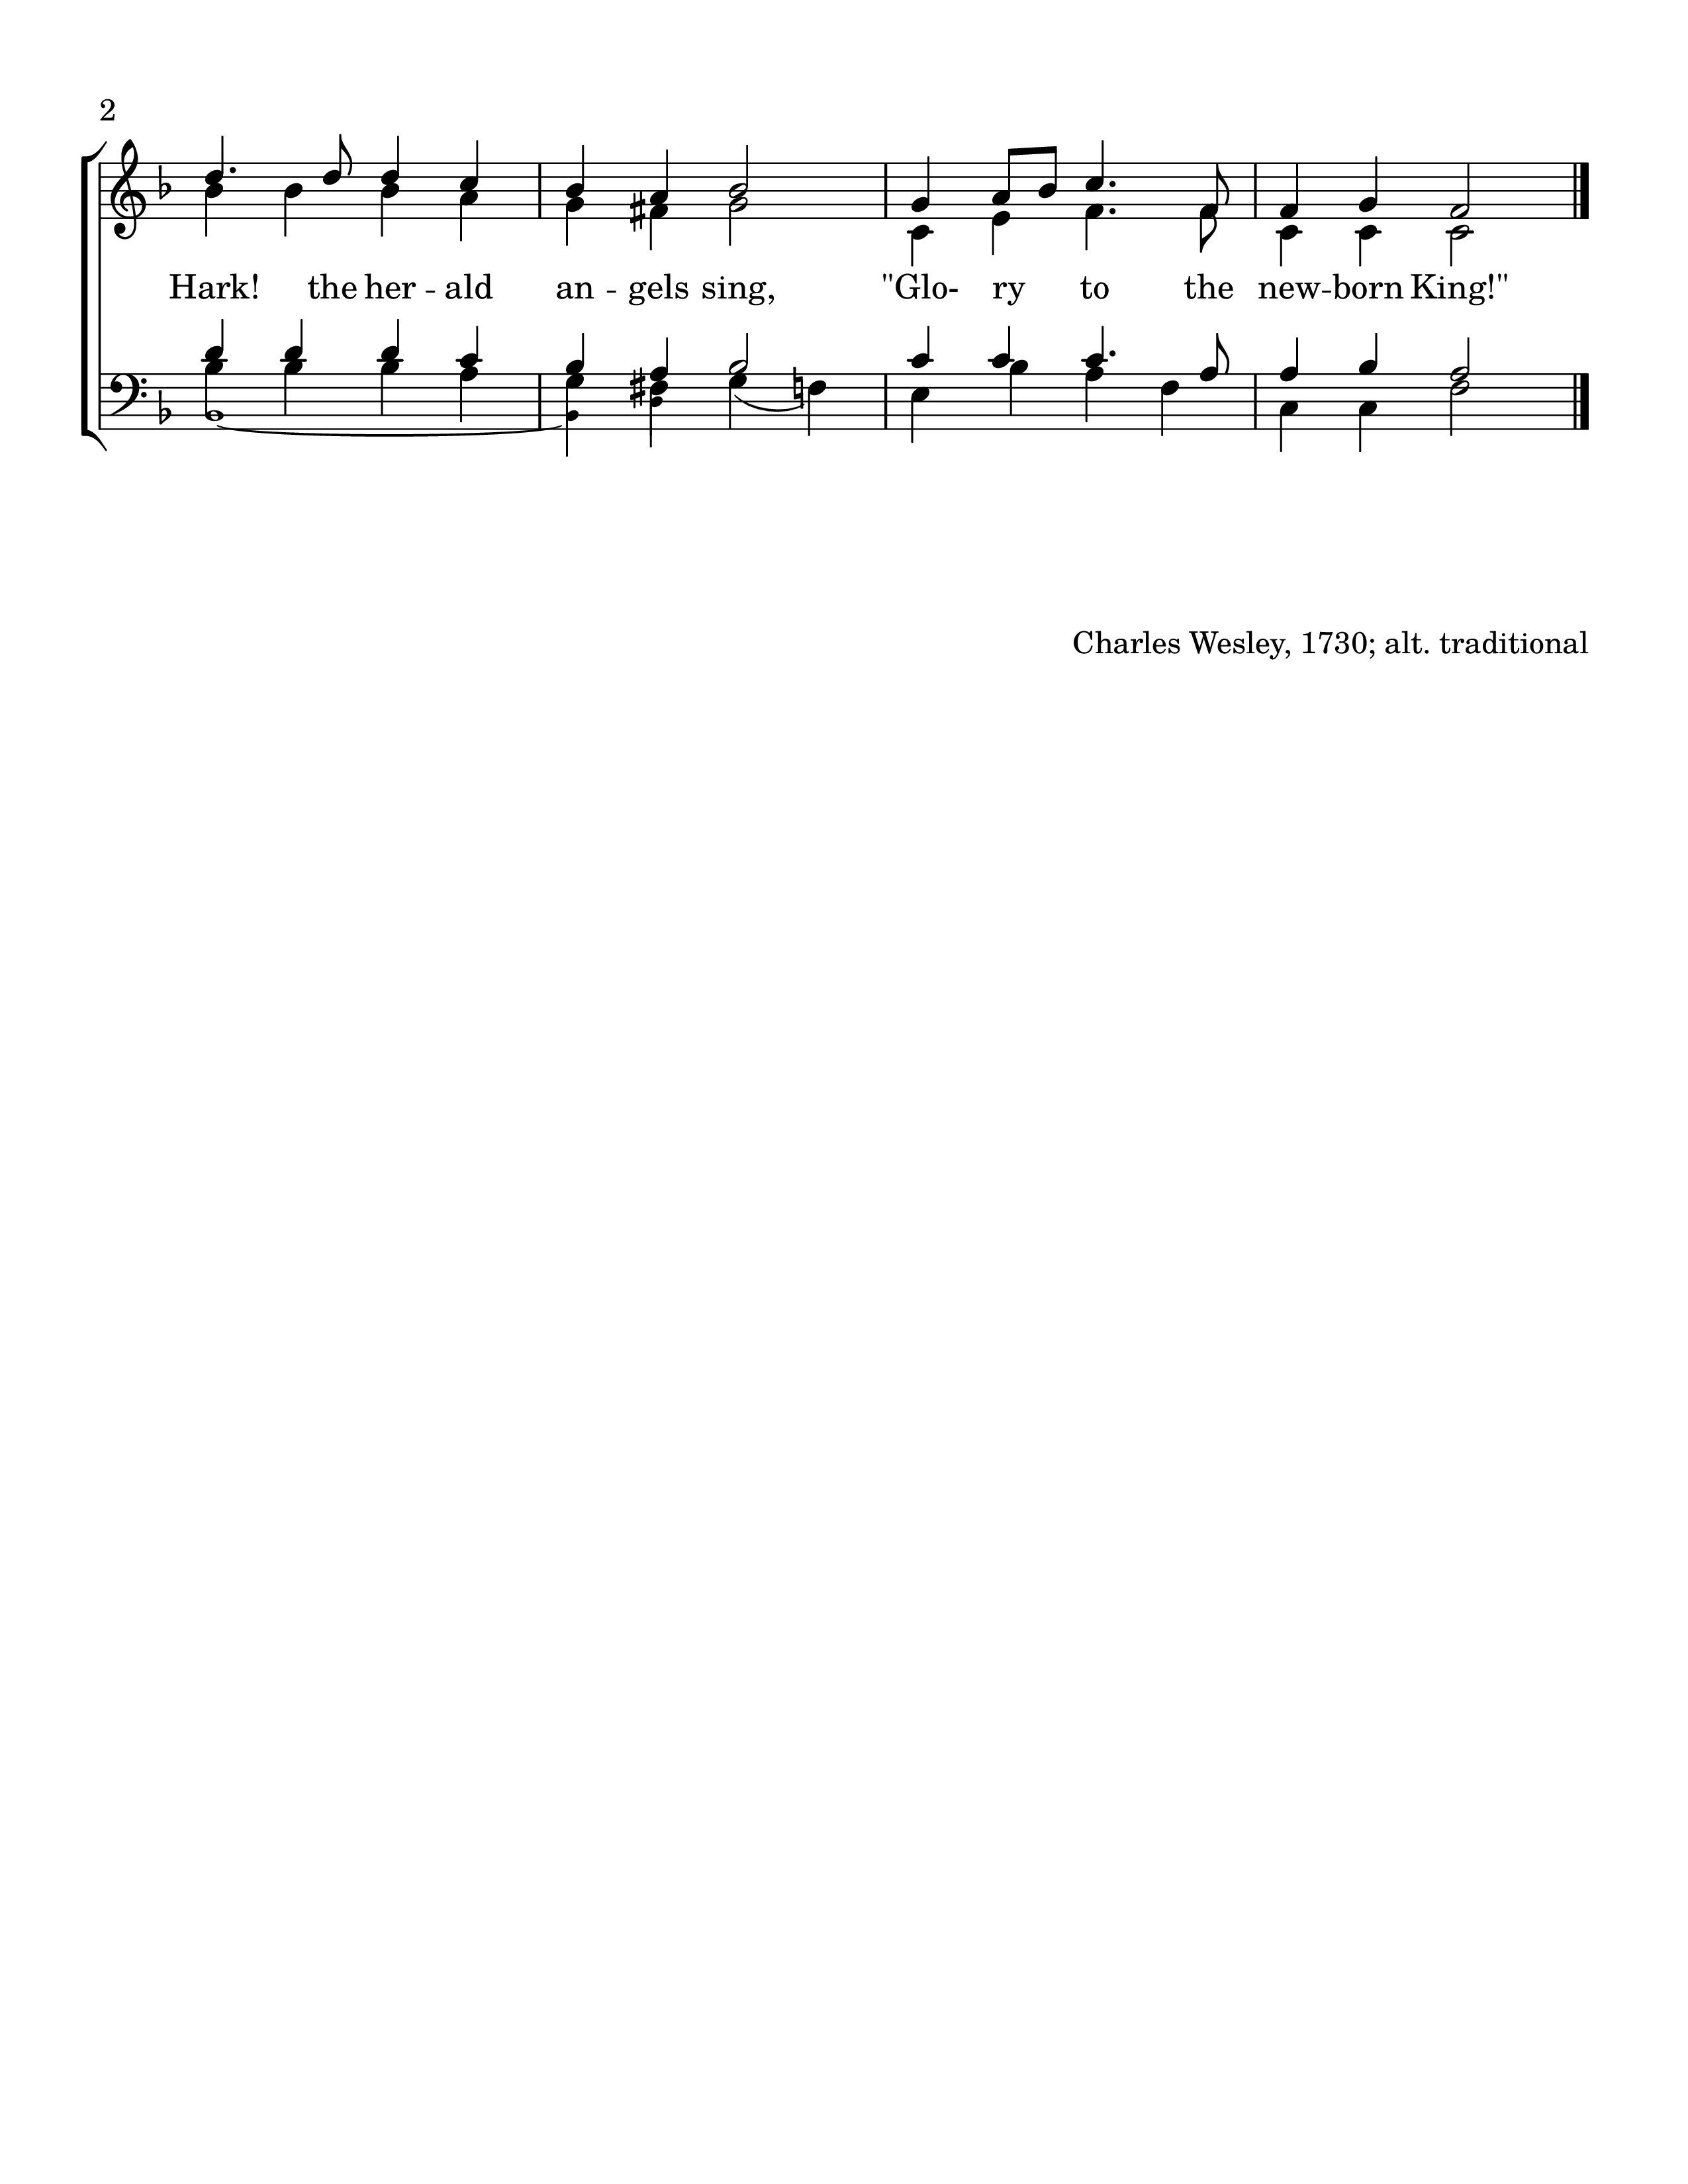 2
Hark! the her – ald an – gels sing, "Glo- ry to the new – born King!"
Charles Wesley, 1730; alt. traditional